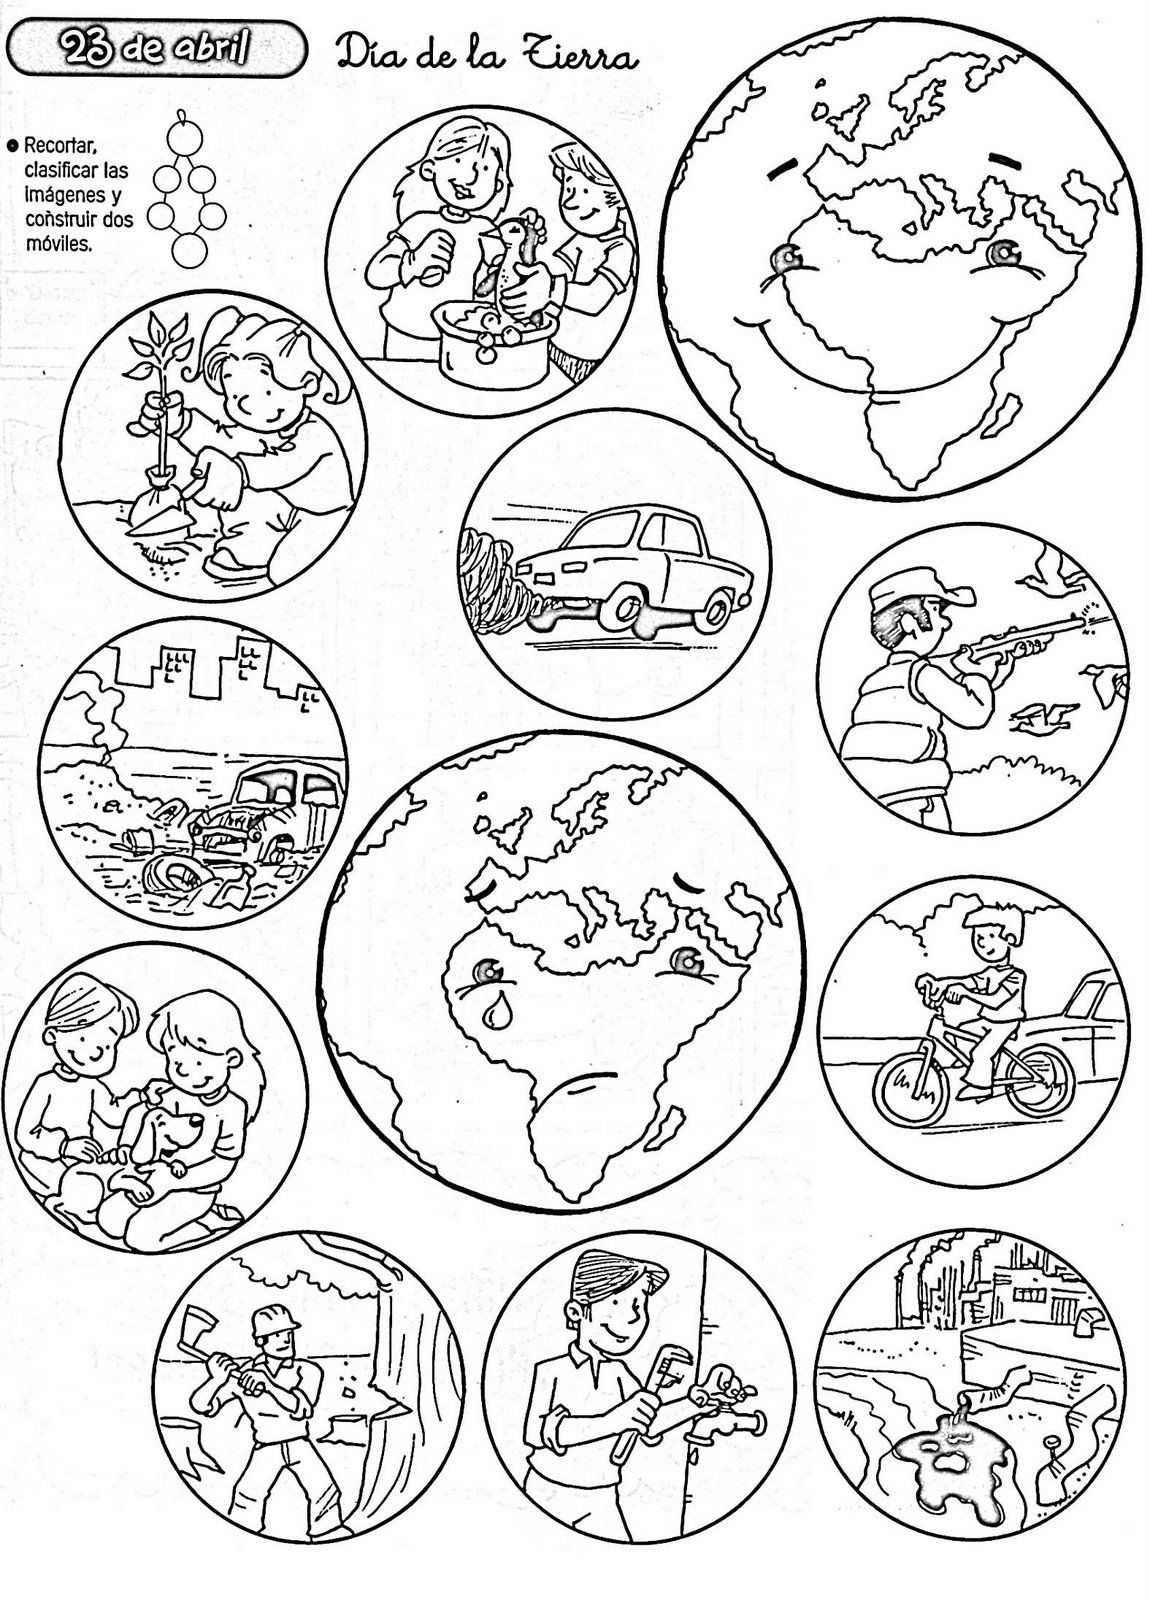 23 de abril
Día de la Tierra
Recortar,
clasificar las
imágenes y
construir dos
móviles.